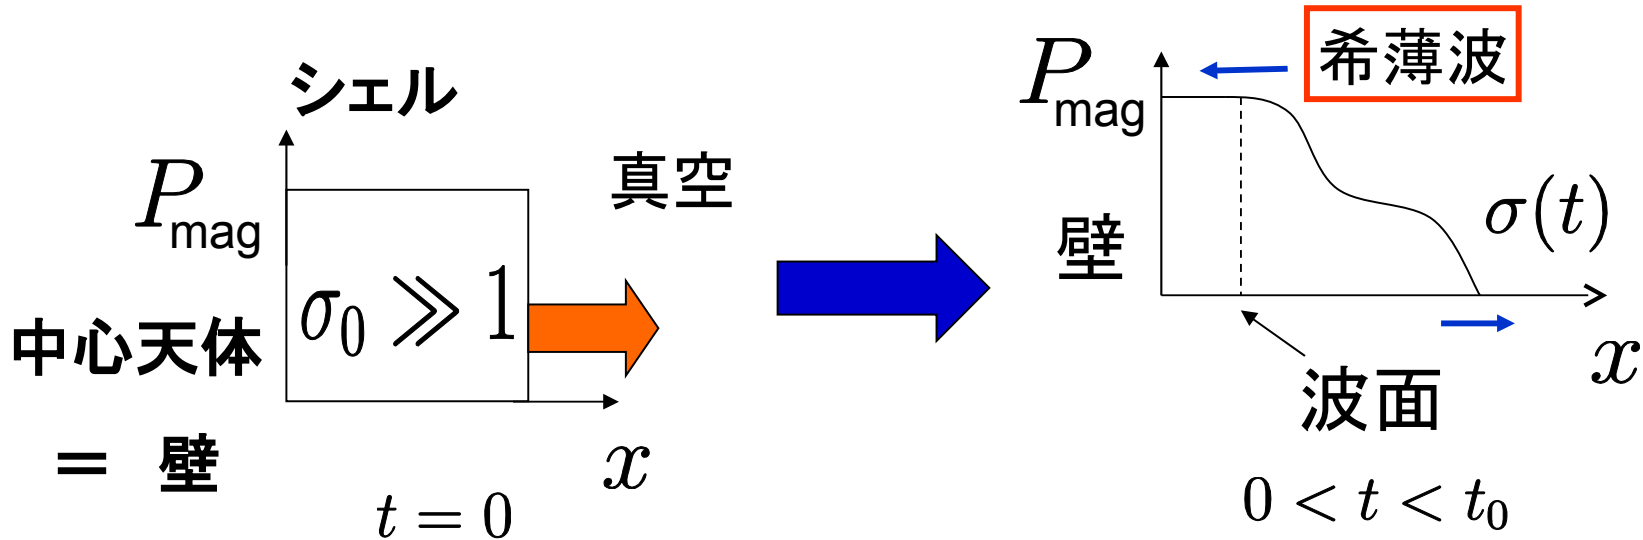 シェル
P_mag
真空
中心天体
= 壁
σ_0 ≫ 1
x
t = 0
P_mag
希薄波
壁
σ(t)
x
波面
0 < t < t_0